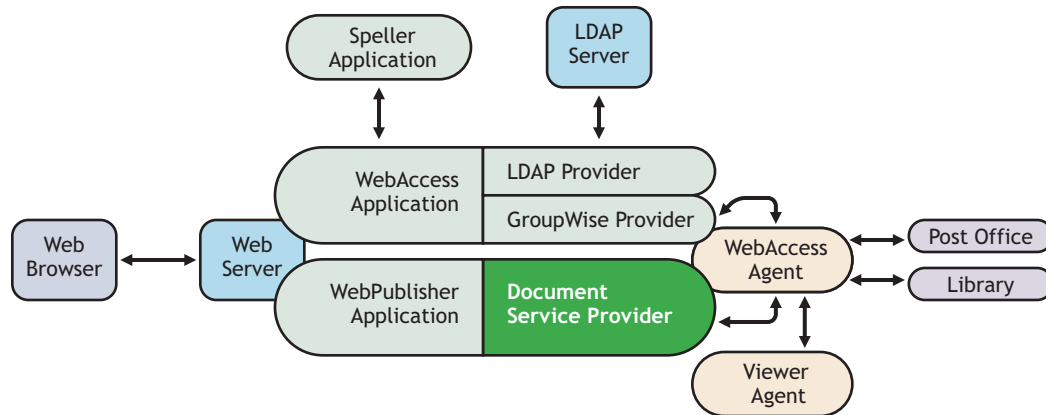 Speller
Application
LDAP
Server
WebAccess
Application
LDAP Provider
GroupWise Provider
Web
Browser
Web
Server
WebAccess
Agent
Post Office
Library
WebPublisher
Application
Document
Service Provider
Viewer
Agent